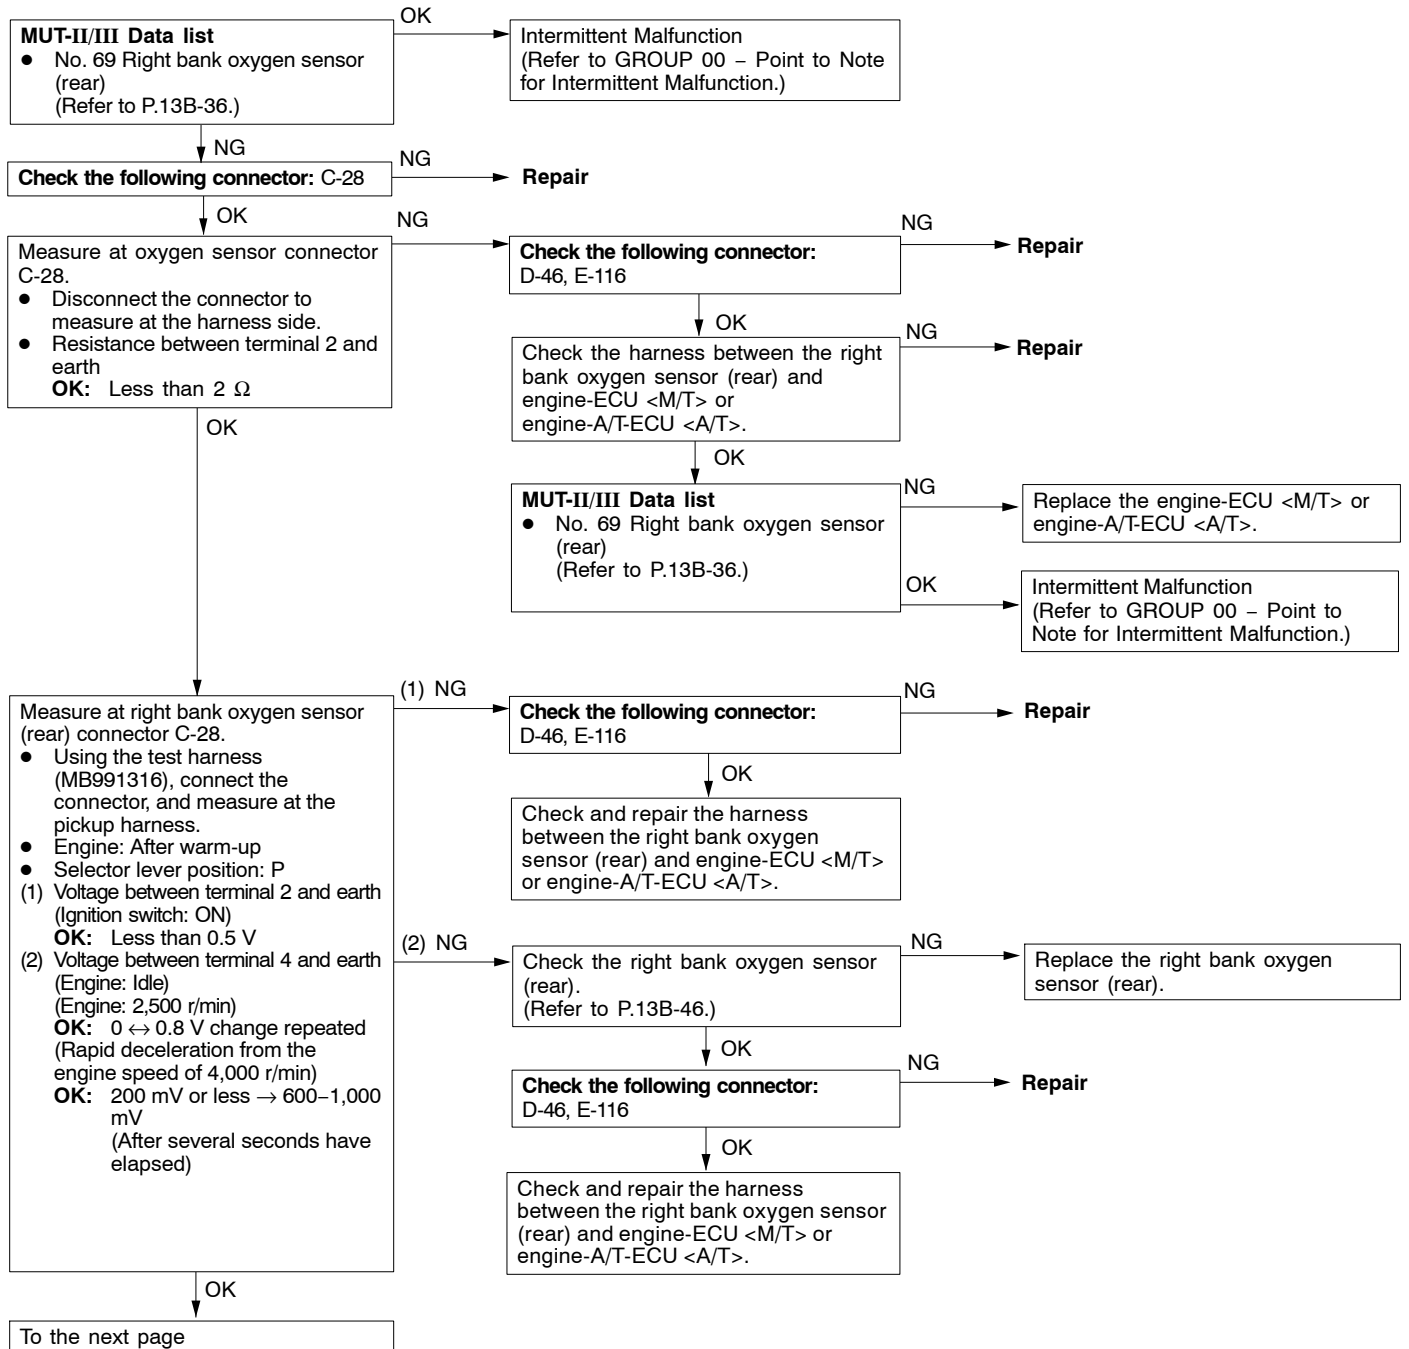 MUT-II/III Data list
● No. 69 Right bank oxygen sensor
(rear)
(Refer to P.13B-36.)
OK
Intermittent Malfunction
(Refer to GROUP 00 – Point to Note
for Intermittent Malfunction.)
NG
Check the following connector: C-28
NG
Repair
OK
Measure at oxygen sensor connector
C-28.
● Disconnect the connector to
measure at the harness side.
● Resistance between terminal 2 and
earth
OK: Less than 2 Ω
NG
Check the following connector:
D-46, E-116
NG
Repair
OK
Check the harness between the right
bank oxygen sensor (rear) and
engine-ECU <M/T> or
engine-A/T-ECU <A/T>.
NG
Repair
OK
MUT-II/III Data list
● No. 69 Right bank oxygen sensor
(rear)
(Refer to P.13B-36.)
NG
Replace the engine-ECU <M/T> or
engine-A/T-ECU <A/T>.
OK
Intermittent Malfunction
(Refer to GROUP 00 – Point to
Note for Intermittent Malfunction.)
OK
Measure at right bank oxygen sensor
(rear) connector C-28.
● Using the test harness
(MB991316), connect the
connector, and measure at the
pickup harness.
● Engine: After warm-up
● Selector lever position: P
(1) Voltage between terminal 2 and earth
(Ignition switch: ON)
OK: Less than 0.5 V
(2) Voltage between terminal 4 and earth
(Engine: Idle)
(Engine: 2,500 r/min)
OK: 0 ↔ 0.8 V change repeated
(Rapid deceleration from the
engine speed of 4,000 r/min)
OK: 200 mV or less → 600–1,000
mV
(After several seconds have
elapsed)
(1) NG
Check the following connector:
D-46, E-116
NG
Repair
OK
Check and repair the harness
between the right bank oxygen
sensor (rear) and engine-ECU <M/T>
or engine-A/T-ECU <A/T>.
(2) NG
Check the right bank oxygen sensor
(rear).
(Refer to P.13B-46.)
NG
Replace the right bank oxygen
sensor (rear).
OK
Check the following connector:
D-46, E-116
NG
Repair
OK
Check and repair the harness
between the right bank oxygen sensor
(rear) and engine-ECU <M/T> or
engine-A/T-ECU <A/T>.
OK
To the next page